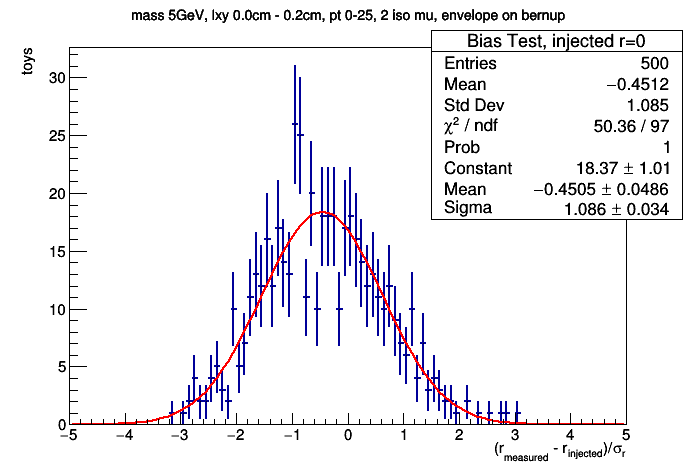 mass 5GeV, lxy 0.0cm - 0.2cm, pt 0-25, 2 iso mu, envelope on bernup
toys
Bias Test, injected r=0
Entries 500
Mean −0.4512
Std Dev 1.085
χ² / ndf 50.36 / 97
Prob 1
Constant 18.37 ± 1.01
Mean −0.4505 ± 0.0486
Sigma 1.086 ± 0.034
30
25
20
15
10
5
0
−5 −4 −3 −2 −1 0 1 2 3 4 5
(r_measured - r_injected)/σ_r